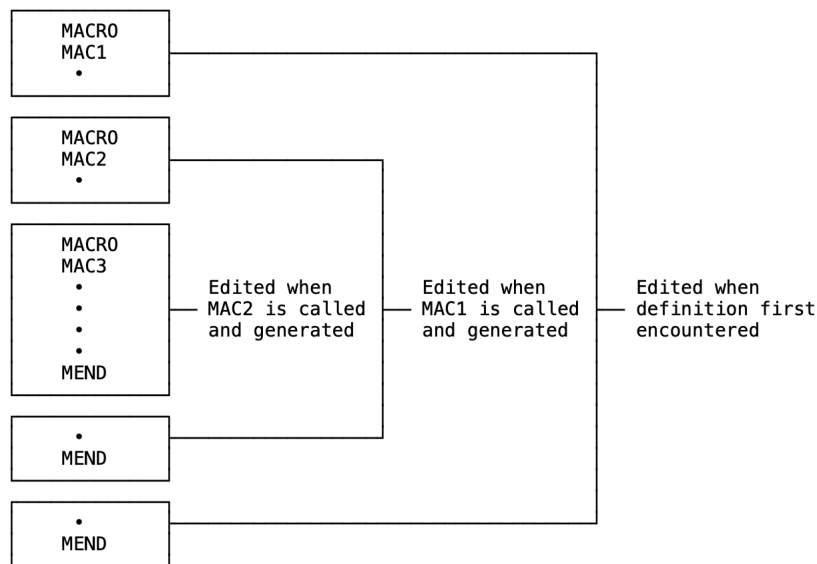 MACRO
MAC1
•
MACRO
MAC2
•
MACRO
MAC3
•
•
•
•
MEND
Edited when
MAC2 is called
and generated
Edited when
MAC1 is called
and generated
Edited when
definition first
encountered
•
MEND
•
MEND